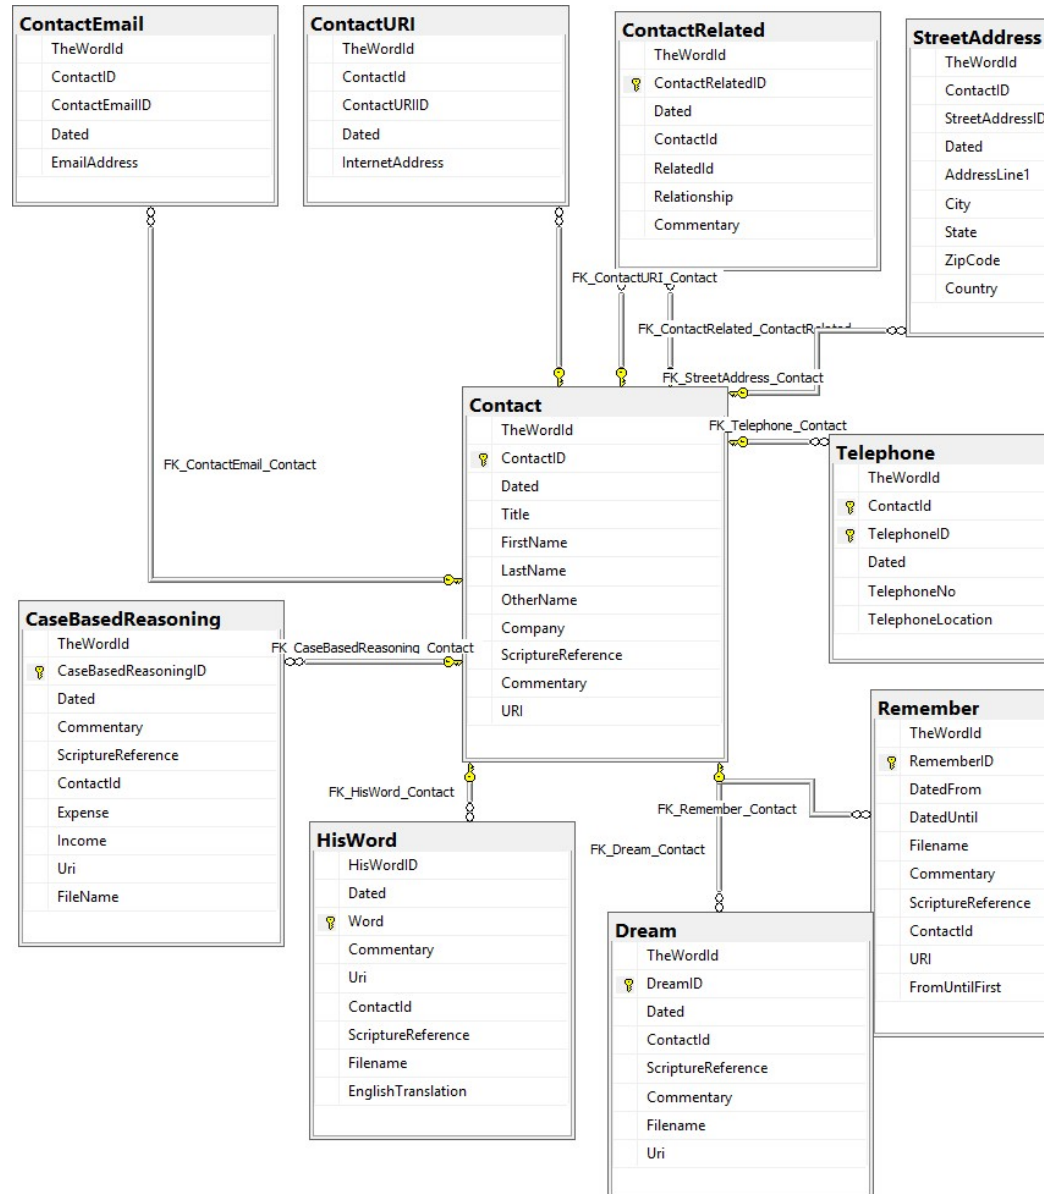 ContactEmail
TheWordId
ContactID
ContactEmailID
Dated
EmailAddress
ContactURI
TheWordId
ContactId
ContactURIID
Dated
InternetAddress
ContactRelated
TheWordId
ContactRelatedID
Dated
ContactId
RelatedId
Relationship
Commentary
StreetAddress
TheWordId
ContactID
StreetAddressID
Dated
AddressLine1
City
State
ZipCode
Country
FK_ContactURI_Contact
FK_ContactRelated_ContactRelated
FK_StreetAddress_Contact
FK_Telephone_Contact
FK_ContactEmail_Contact
Contact
TheWordId
ContactID
Dated
Title
FirstName
LastName
OtherName
Company
ScriptureReference
Commentary
URI
Telephone
TheWordId
ContactId
TelephoneID
Dated
TelephoneNo
TelephoneLocation
CaseBasedReasoning
TheWordId
CaseBasedReasoningID
Dated
Commentary
ScriptureReference
ContactId
Expense
Income
Uri
FileName
FK_CaseBasedReasoning_Contact
FK_HisWord_Contact
FK_Remember_Contact
FK_Dream_Contact
Remember
TheWordId
RememberID
DatedFrom
DatedUntil
Filename
Commentary
ScriptureReference
ContactId
URI
FromUntilFirst
HisWord
HisWordID
Dated
Word
Commentary
Uri
ContactId
ScriptureReference
Filename
EnglishTranslation
Dream
TheWordId
DreamID
Dated
ContactId
ScriptureReference
Commentary
Filename
Uri